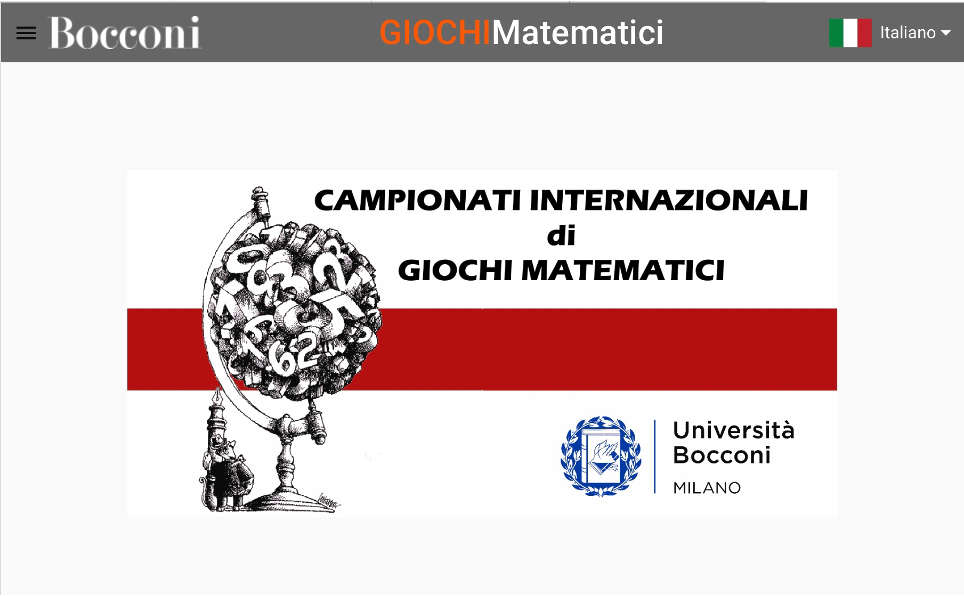 Bocconi
GIOCHIMatematici
Italiano
CAMPIONATI INTERNAZIONALI
di
GIOCHI MATEMATICI
Università
Bocconi
MILANO